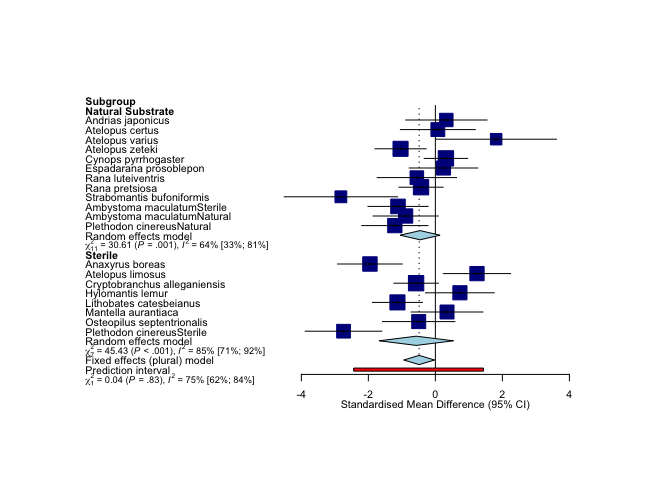 Subgroup
Natural Substrate
Andrias japonicus
Atelopus certus
Atelopus varius
Atelopus zeteki
Cynops pyrrhogaster
Espadarana prosoblepon
Rana luteiventris
Rana pretsiosa
Strabomantis bufoniformis
Ambystoma maculatumSterile
Ambystoma maculatumNatural
Plethodon cinereusNatural
Random effects model
χ²₁₁ = 30.61 (P = .001), I² = 64% [33%; 81%]
Sterile
Anaxyrus boreas
Atelopus limosus
Cryptobranchus alleganiensis
Hylomantis lemur
Lithobates catesbeianus
Mantella aurantiaca
Osteopilus septentrionalis
Plethodon cinereusSterile
Random effects model
χ²₇ = 45.43 (P < .001), I² = 85% [71%; 92%]
Fixed effects (plural) model
Prediction interval
χ²₁ = 0.04 (P = .83), I² = 75% [62%; 84%]
-4 -2 0 2 4
Standardised Mean Difference (95% CI)